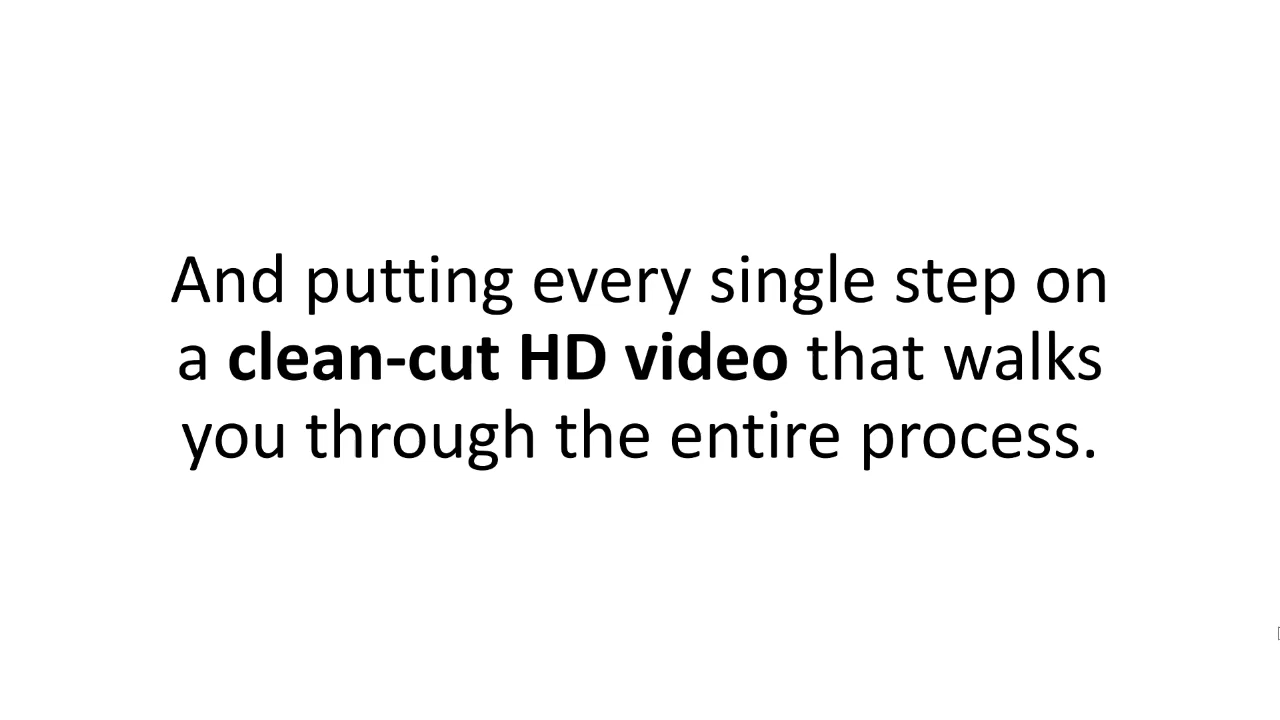 And putting every single step on
a clean-cut HD video that walks
you through the entire process.